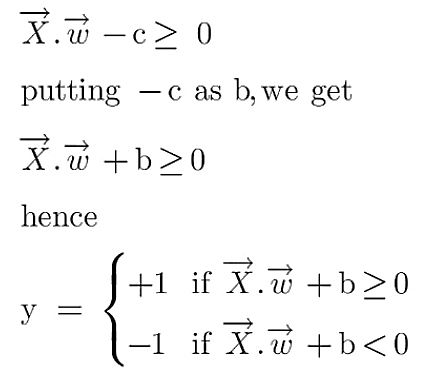 X⃗ . w⃗ − c ≥ 0
putting − c as b, we get
X⃗ . w⃗ + b ≥ 0
hence
y = { +1 if X⃗ . w⃗ + b ≥ 0
−1 if X⃗ . w⃗ + b < 0